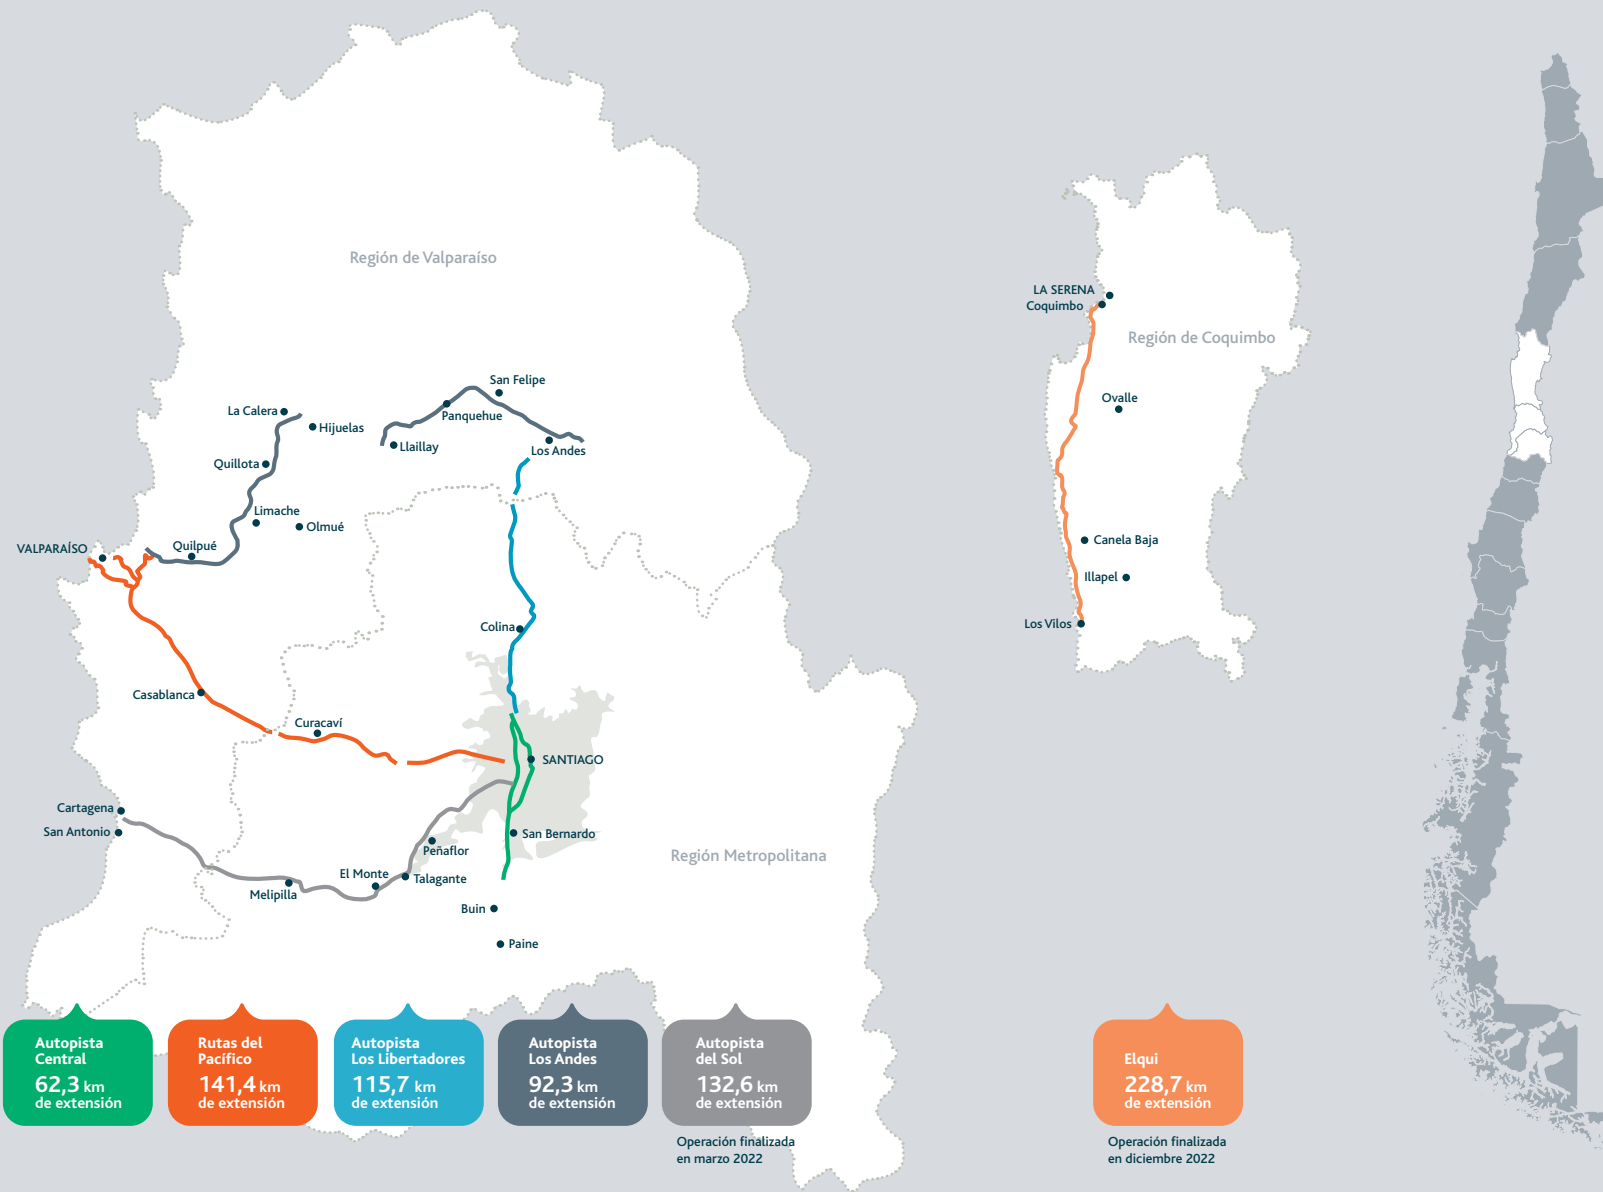 Región de Valparaíso
San Felipe
La Calera
Panquehue
Hijuelas
Llaillay
Los Andes
Quillota
Limache
Olmué
Quilpué
VALPARAÍSO
Colina
Casablanca
Curacaví
SANTIAGO
Cartagena
San Antonio
San Bernardo
Peñaflor
Región Metropolitana
El Monte
Talagante
Melipilla
Buin
Paine
LA SERENA
Coquimbo
Región de Coquimbo
Ovalle
Canela Baja
Illapel
Los Vilos
Autopista
Central
62,3 km
de extensión
Rutas del
Pacífico
141,4 km
de extensión
Autopista
Los Libertadores
115,7 km
de extensión
Autopista
Los Andes
92,3 km
de extensión
Autopista
del Sol
132,6 km
de extensión
Operación finalizada
en marzo 2022
Elqui
228,7 km
de extensión
Operación finalizada
en diciembre 2022